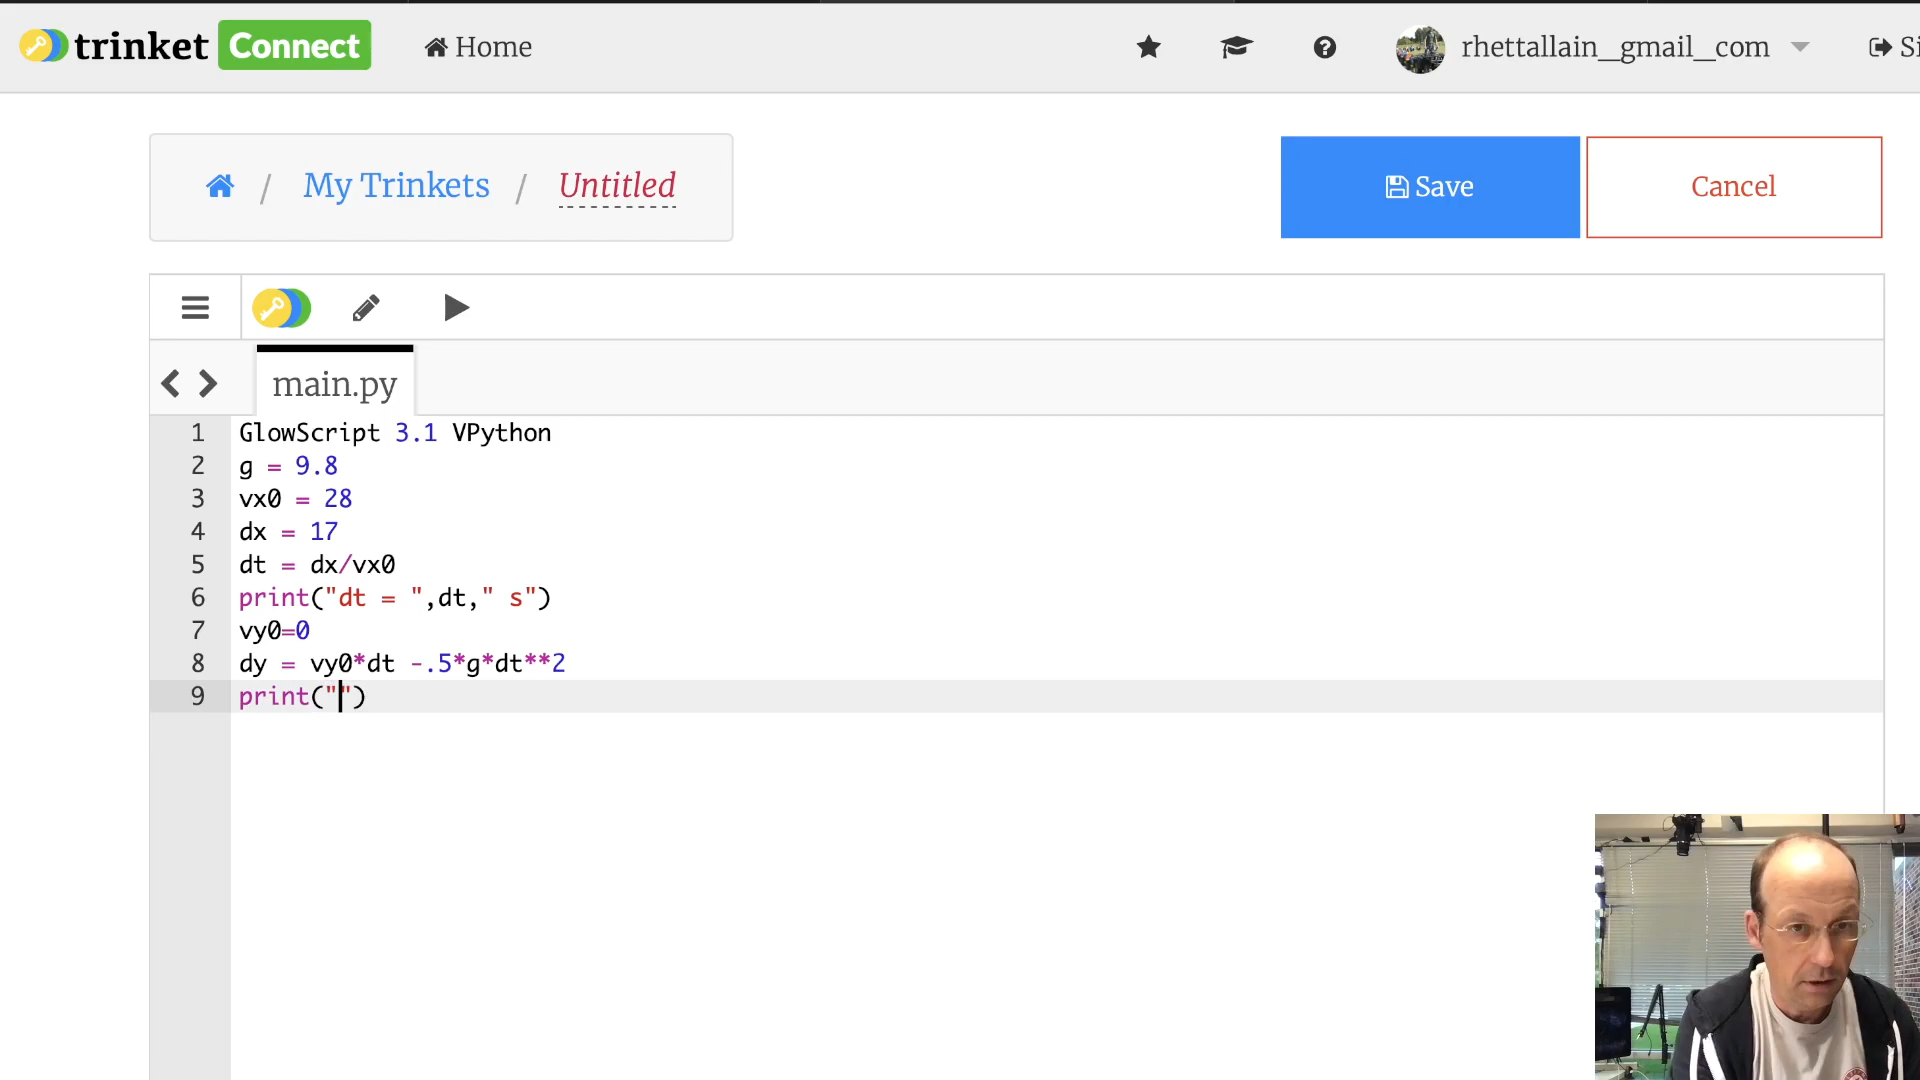 trinket Connect Home rhettallain_gmail_com Si
/ My Trinkets / Untitled
Save Cancel
main.py
1 GlowScript 3.1 VPython
2 g = 9.8
3 vx0 = 28
4 dx = 17
5 dt = dx/vx0
6 print("dt = ",dt," s")
7 vy0=0
8 dy = vy0*dt -.5*g*dt**2
9 print("")